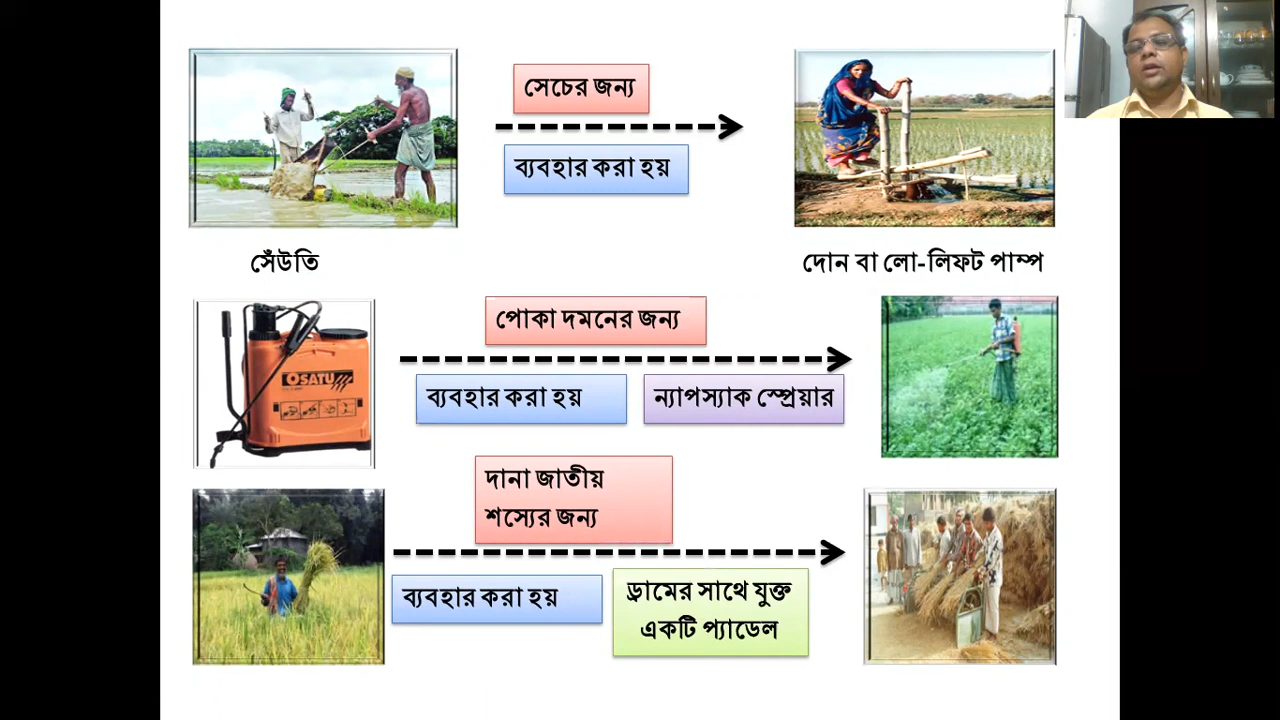 সেচের জন্য
ব্যবহার করা হয়
সেঁউতি
দোন বা লো-লিফট পাম্প
পোকা দমনের জন্য
OSATU
ব্যবহার করা হয়
ন্যাপস্যাক স্প্রেয়ার
দানা জাতীয়
শস্যের জন্য
ব্যবহার করা হয়
ড্রামের সাথে যুক্ত
একটি প্যাডেল